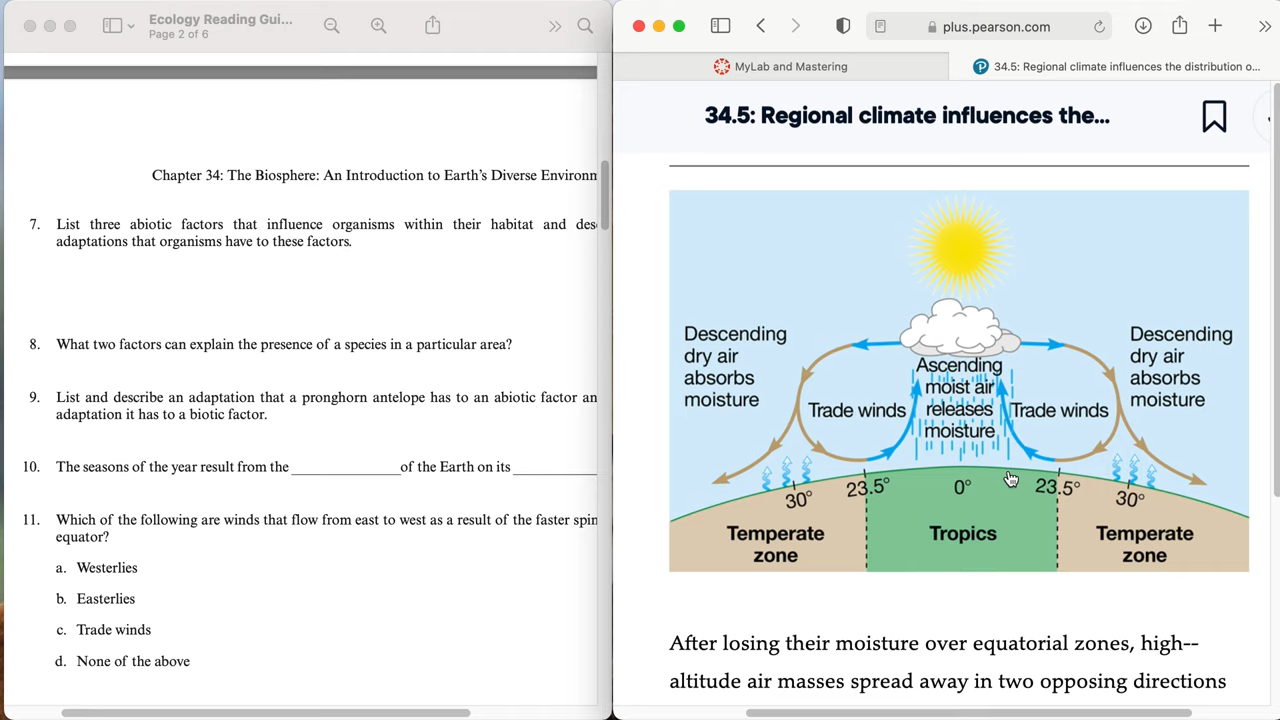 Ecology Reading Gui...
Page 2 of 6
Chapter 34: The Biosphere: An Introduction to Earth's Diverse Environm
7. List three abiotic factors that influence organisms within their habitat and des
adaptations that organisms have to these factors.
8. What two factors can explain the presence of a species in a particular area?
9. List and describe an adaptation that a pronghorn antelope has to an abiotic factor an
adaptation it has to a biotic factor.
10. The seasons of the year result from the ____________ of the Earth on its _________
11. Which of the following are winds that flow from east to west as a result of the faster spin
equator?
a. Westerlies
b. Easterlies
c. Trade winds
d. None of the above
plus.pearson.com
MyLab and Mastering
34.5: Regional climate influences the distribution o...
34.5: Regional climate influences the...
Descending
dry air
absorbs
moisture
Trade winds
Ascending
moist air
releases
moisture
Trade winds
Descending
dry air
absorbs
moisture
30° 23.5° 0° 23.5° 30°
Temperate
zone
Tropics
Temperate
zone
After losing their moisture over equatorial zones, high--
altitude air masses spread away in two opposing directions